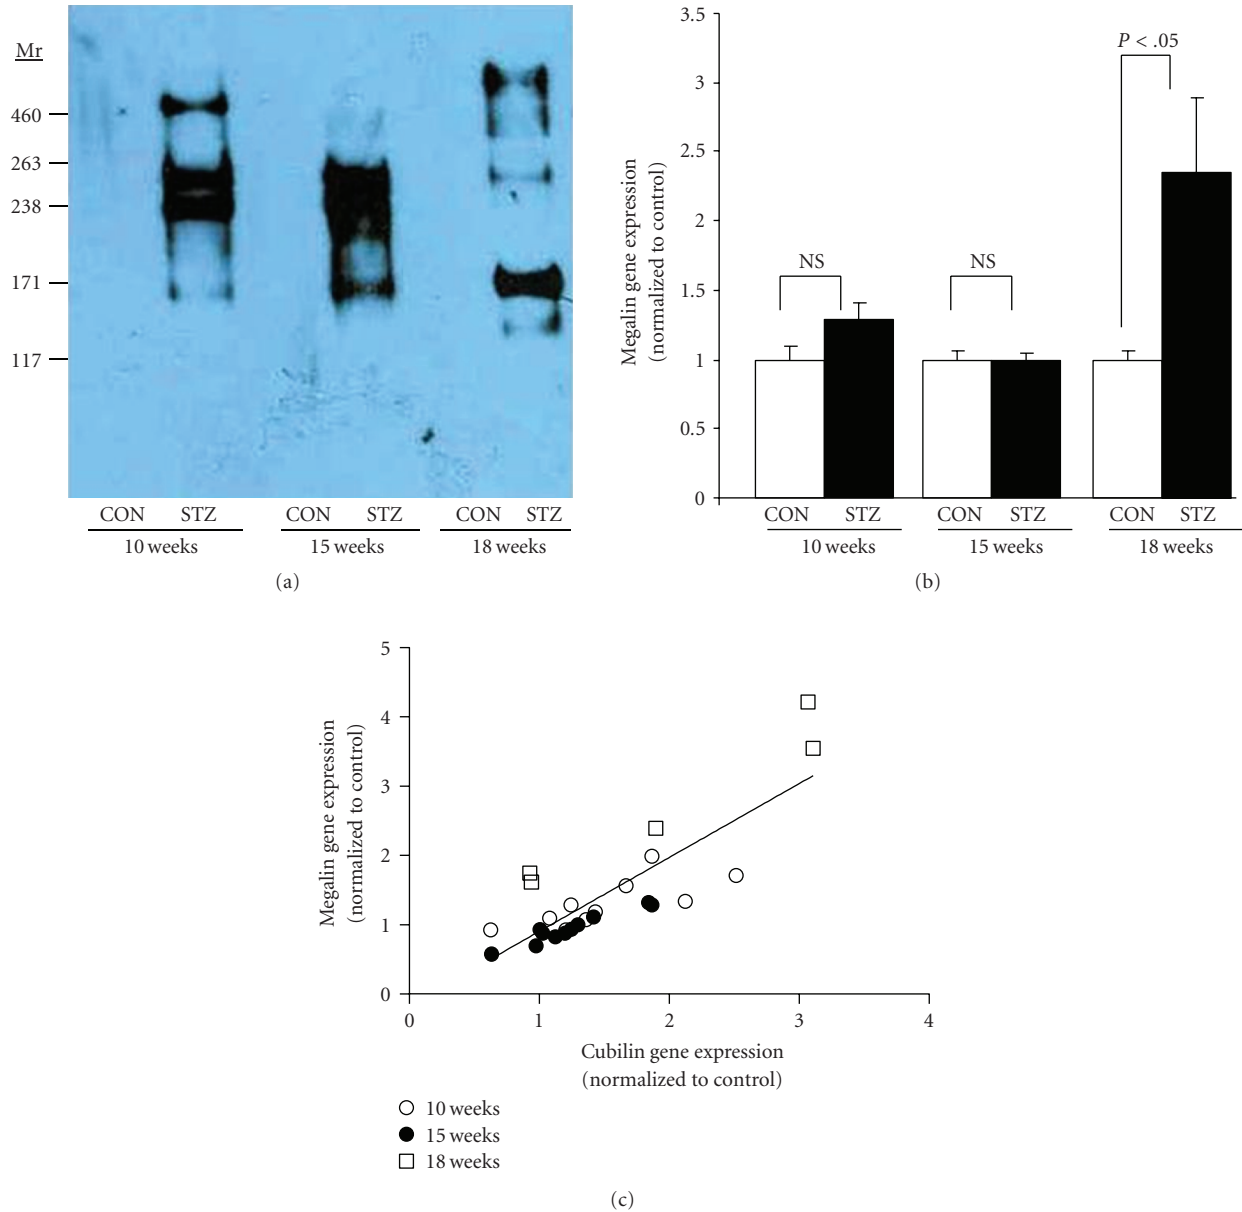 Mr
460
263
238
171
117
CON STZ CON STZ CON STZ
10 weeks 15 weeks 18 weeks
(a)
3.5
3
2.5
2
1.5
1
0.5
0
Megalin gene expression
(normalized to control)
NS
NS
P < .05
CON STZ CON STZ CON STZ
10 weeks 15 weeks 18 weeks
(b)
5
4
3
2
1
0
Megalin gene expression
(normalized to control)
0 1 2 3 4
Cubilin gene expression
(normalized to control)
10 weeks
15 weeks
18 weeks
(c)